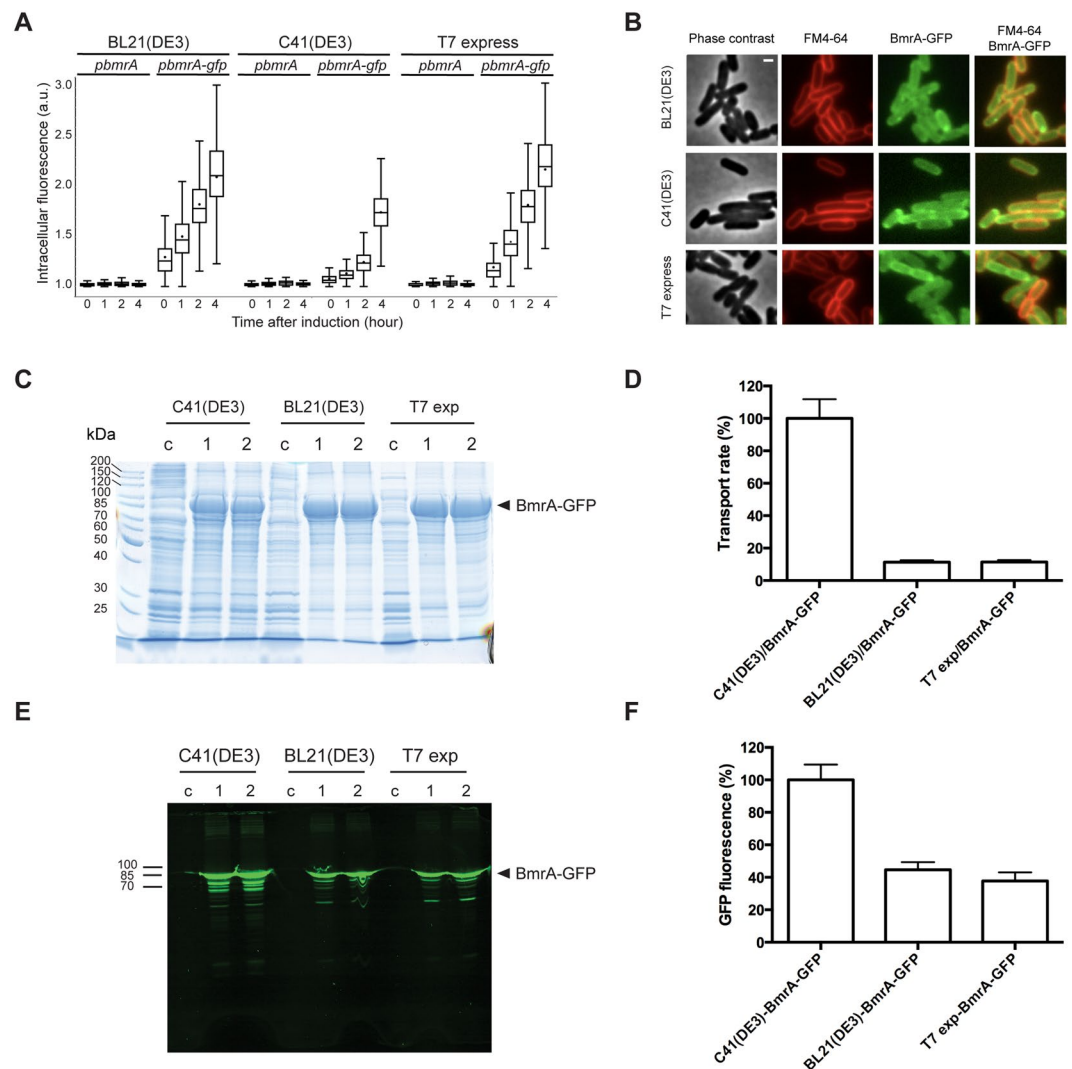 A
BL21(DE3) C41(DE3) T7 express
pbmrA pbmrA-gfp pbmrA pbmrA-gfp pbmrA pbmrA-gfp
Intracellular fluorescence (a.u.)
3.0
2.5
2.0
1.5
1.0
0 1 2 4 0 1 2 4 0 1 2 4 0 1 2 4 0 1 2 4 0 1 2 4
Time after induction (hour)
B
Phase contrast FM4-64 BmrA-GFP FM4-64
BmrA-GFP
BL21(DE3)
C41(DE3)
T7 express
C
C41(DE3) BL21(DE3) T7 exp
kDa c 1 2 c 1 2 c 1 2
200
150
120
100
85
70
60
50
40
30
25
BmrA-GFP
D
Transport rate (%)
120
100
80
60
40
20
0
C41(DE3)/BmrA-GFP
BL21(DE3)/BmrA-GFP
T7 exp/BmrA-GFP
E
C41(DE3) BL21(DE3) T7 exp
c 1 2 c 1 2 c 1 2
100
85
70
BmrA-GFP
F
GFP fluorescence (%)
120
100
80
60
40
20
0
C41(DE3)-BmrA-GFP
BL21(DE3)-BmrA-GFP
T7 exp-BmrA-GFP